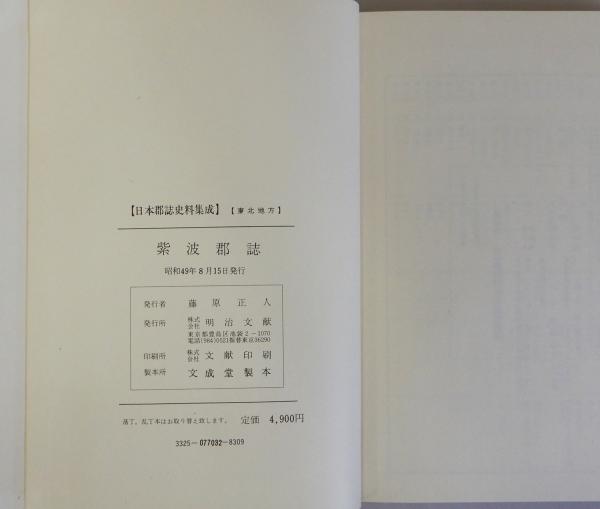 【日本郡誌史料集成】【東北地方】
紫波郡誌
昭和49年8月15日発行
発行者 藤原正人
発行所 株式会社 明治文献
東京都豊島区池袋2-1070
電話(984)0521振替東京36290
印刷所 株式会社 文献印刷
製本所 文成堂製本
落丁,乱丁本はお取り替え致します。 定価 4,900円
3325-077032-8309